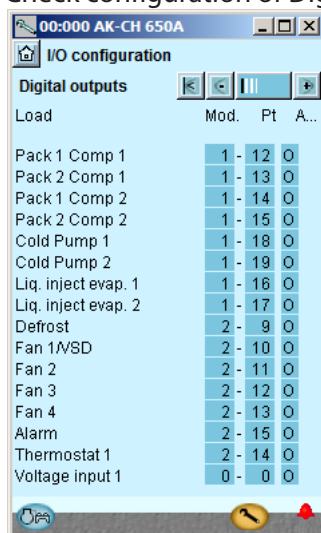 Check configuration of Dig
00:000 AK-CH 650A
I/O configuration
Digital outputs
Load Mod. Pt A...
Pack 1 Comp 1 1 - 12 O
Pack 2 Comp 1 1 - 13 O
Pack 1 Comp 2 1 - 14 O
Pack 2 Comp 2 1 - 15 O
Cold Pump 1 1 - 18 O
Cold Pump 2 1 - 19 O
Liq. inject evap. 1 1 - 16 O
Liq. inject evap. 2 1 - 17 O
Defrost 2 - 9 O
Fan 1/VSD 2 - 10 O
Fan 2 2 - 11 O
Fan 3 2 - 12 O
Fan 4 2 - 13 O
Alarm 2 - 15 O
Thermostat 1 2 - 14 O
Voltage input 1 0 - 0 O